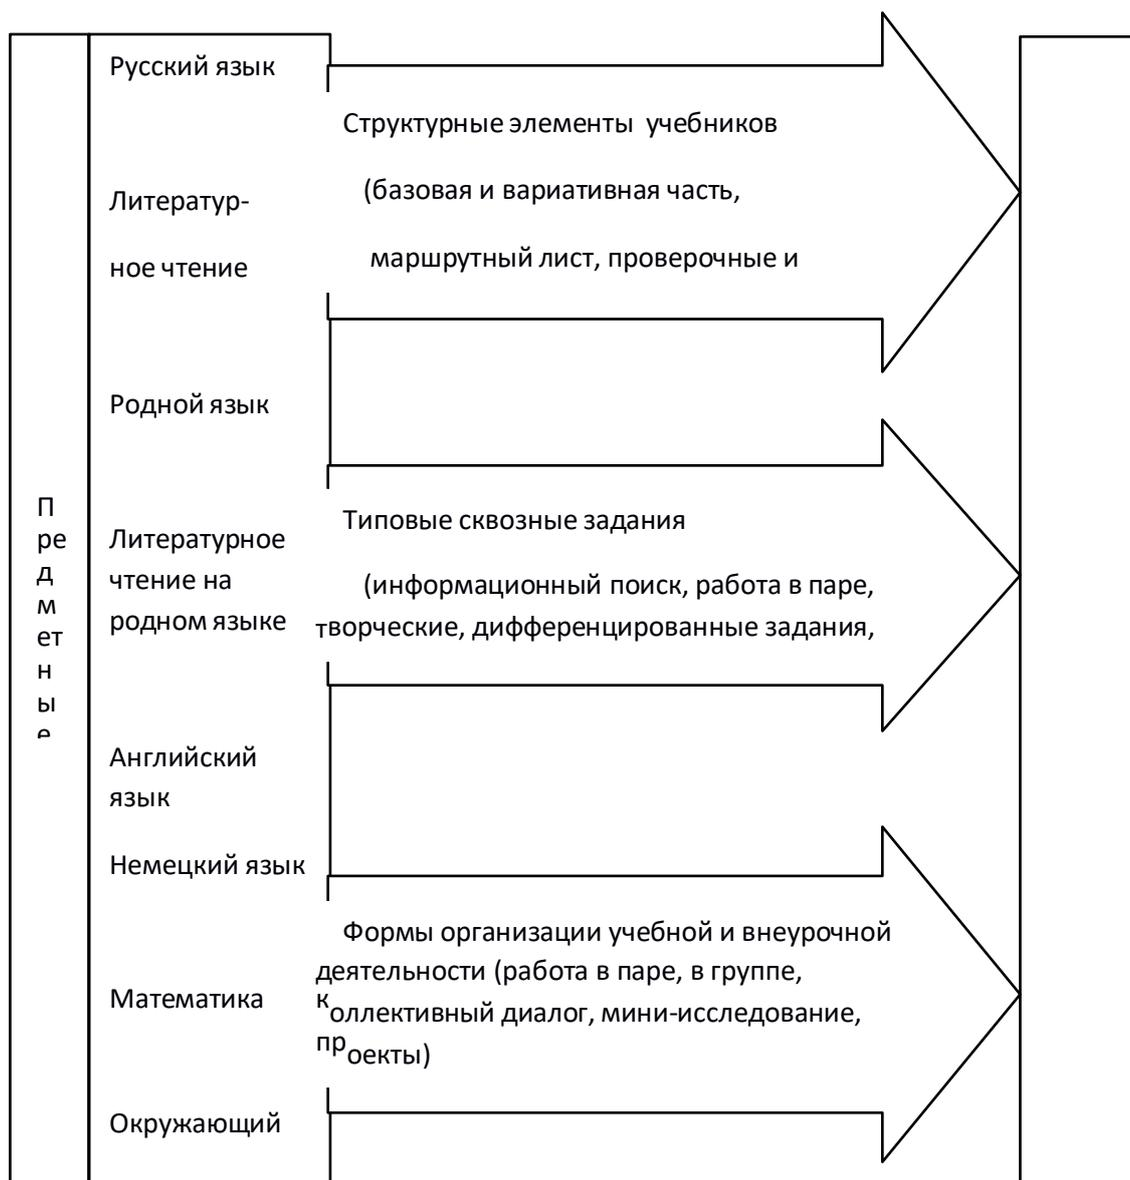 П
ре
д
м
ет
н
ы
е
Русский язык
Литератур-
ное чтение
Родной язык
Литературное
чтение на
родном языке
Английский
язык
Немецкий язык
Математика
Окружающий
Структурные элементы учебников
(базовая и вариативная часть,
маршрутный лист, проверочные и
Типовые сквозные задания
(информационный поиск, работа в паре,
творческие, дифференцированные задания,
Формы организации учебной и внеурочной
деятельности (работа в паре, в группе,
коллективный диалог, мини-исследование,
проекты)